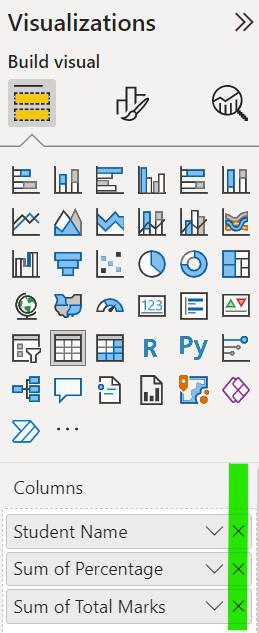 Visualizations
Build visual
123
R
Py
Columns
Student Name
Sum of Percentage
Sum of Total Marks